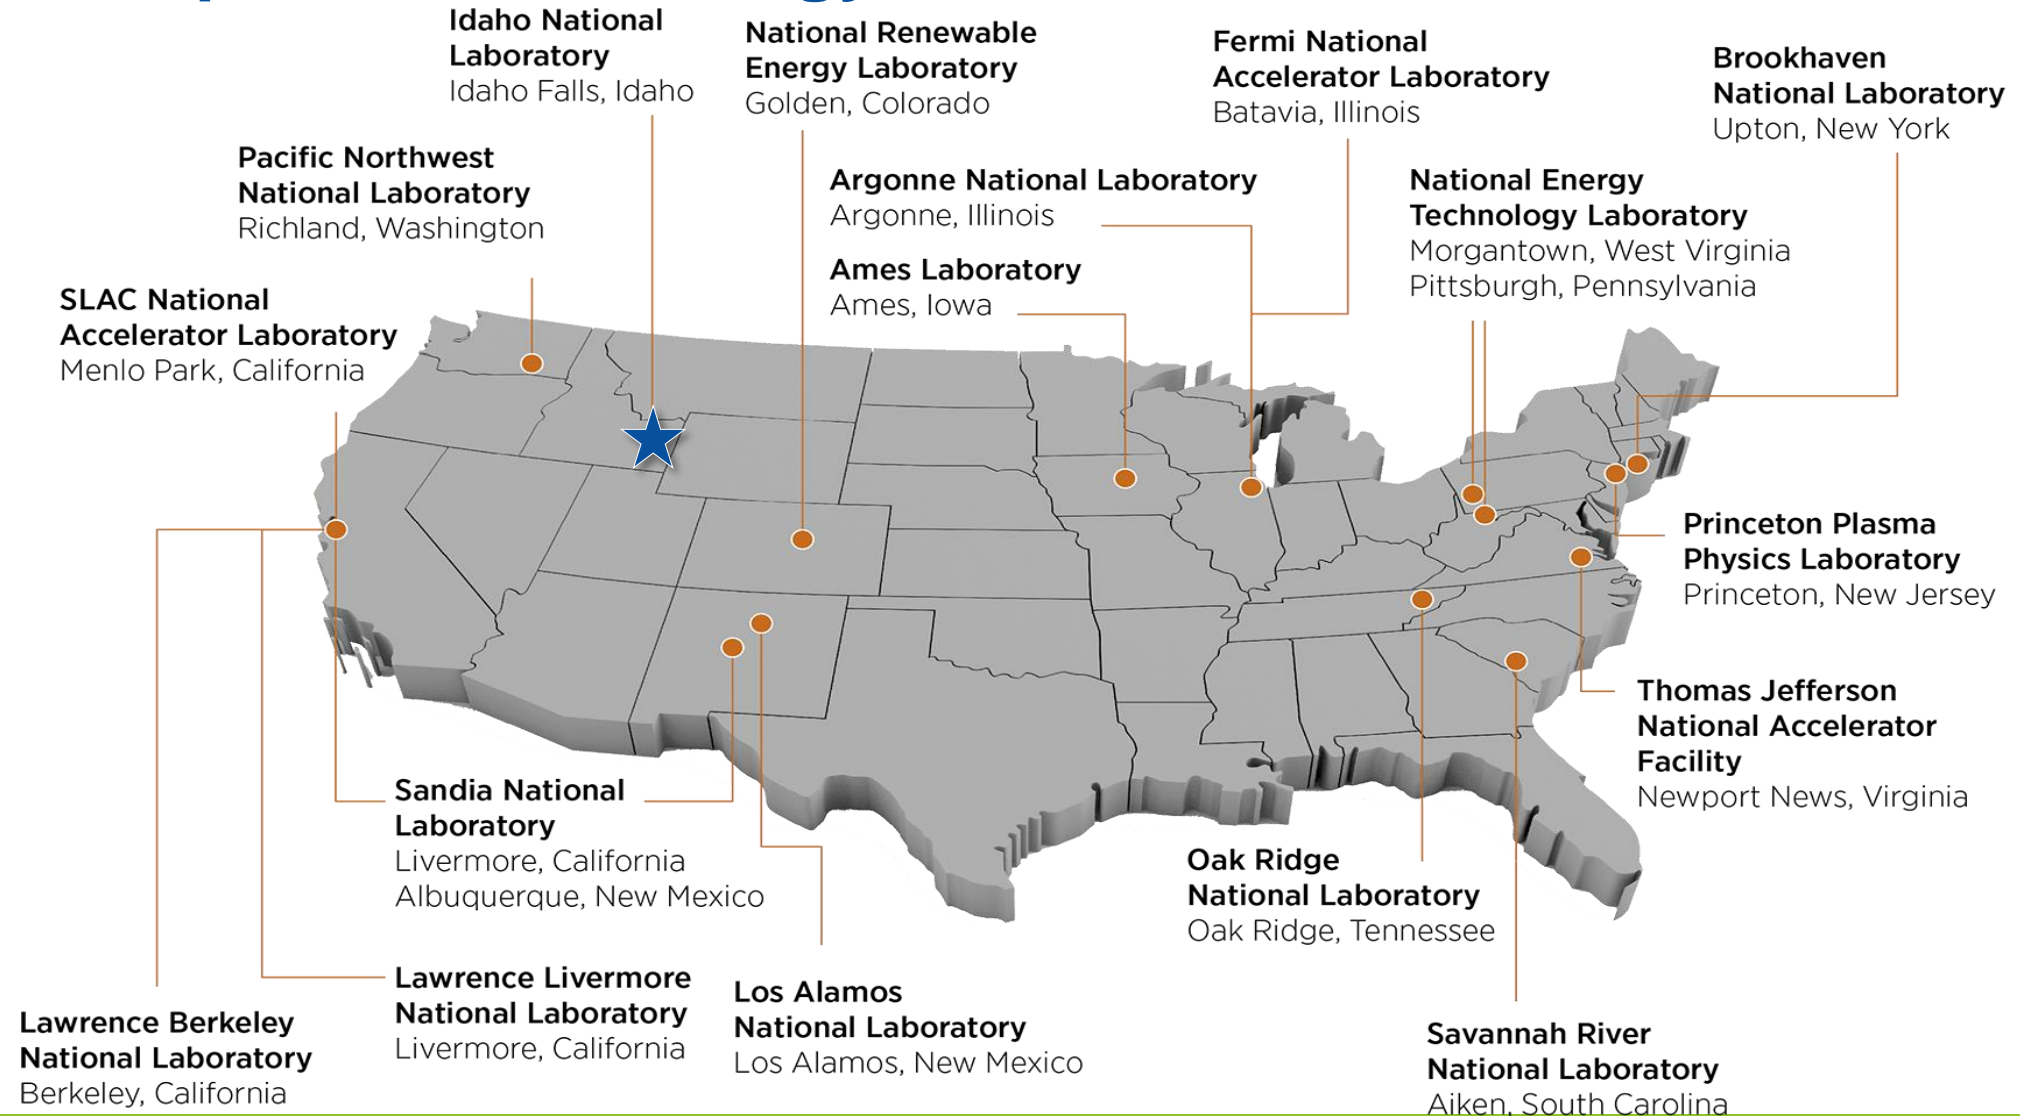 Idaho National
Laboratory
Idaho Falls, Idaho
National Renewable
Energy Laboratory
Golden, Colorado
Fermi National
Accelerator Laboratory
Batavia, Illinois
Brookhaven
National Laboratory
Upton, New York
Pacific Northwest
National Laboratory
Richland, Washington
Argonne National Laboratory
Argonne, Illinois
National Energy
Technology Laboratory
Morgantown, West Virginia
Pittsburgh, Pennsylvania
Ames Laboratory
Ames, Iowa
SLAC National
Accelerator Laboratory
Menlo Park, California
Princeton Plasma
Physics Laboratory
Princeton, New Jersey
Thomas Jefferson
National Accelerator
Facility
Newport News, Virginia
Sandia National
Laboratory
Livermore, California
Albuquerque, New Mexico
Oak Ridge
National Laboratory
Oak Ridge, Tennessee
Lawrence Livermore
National Laboratory
Livermore, California
Los Alamos
National Laboratory
Los Alamos, New Mexico
Lawrence Berkeley
National Laboratory
Berkeley, California
Savannah River
National Laboratory
Aiken, South Carolina